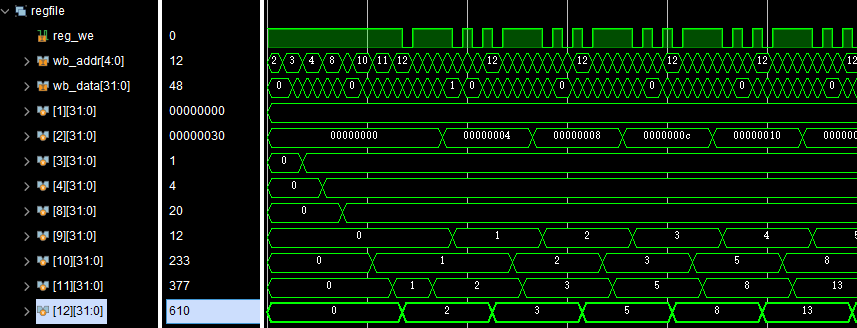 regfile
reg_we 0
wb_addr[4:0] 12 2 3 4 8 10 11 12 12 12 12 12 12
wb_data[31:0] 48 0 0 1 0 0 0 0 0
[1][31:0] 00000000
[2][31:0] 00000030 00000000 00000004 00000008 0000000c 00000010 000000
[3][31:0] 1 0
[4][31:0] 4 0
[8][31:0] 20 0
[9][31:0] 12 0 1 2 3 4 5
[10][31:0] 233 0 1 2 3 5 8
[11][31:0] 377 0 1 2 3 5 8 13
[12][31:0] 610 0 2 3 5 8 13